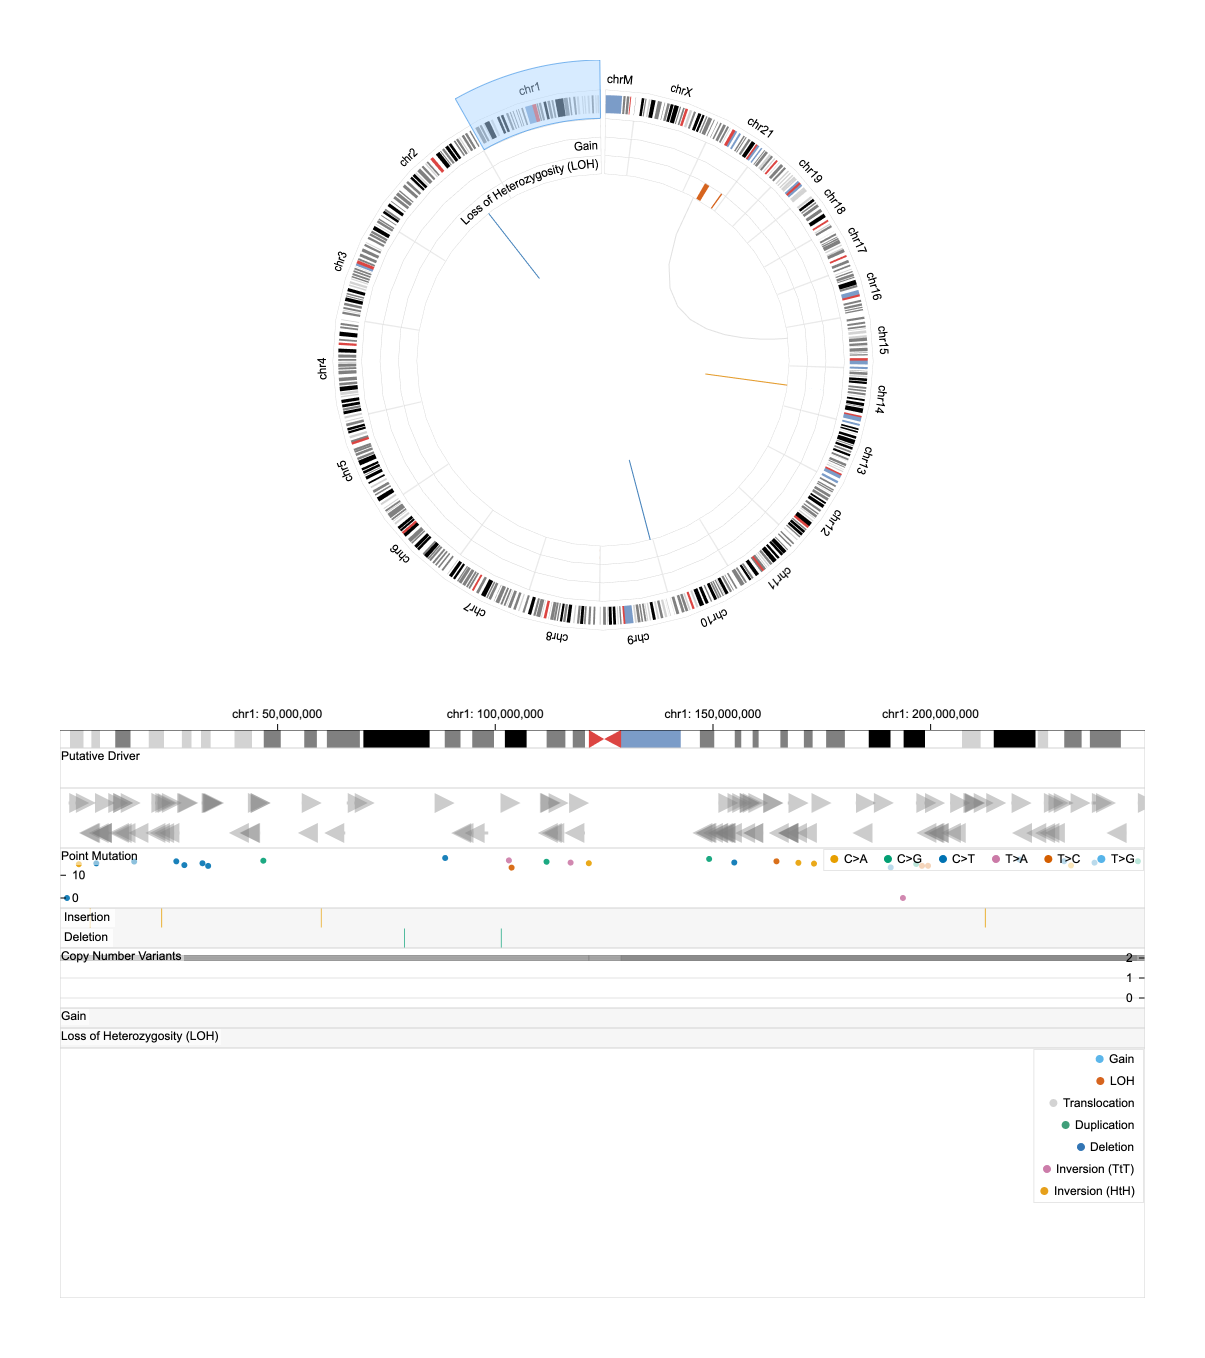 chrM
chrX
chr21
chr19
chr18
chr17
chr16
chr15
chr14
chr13
chr12
chr11
chr10
chr9
chr8
chr7
chr6
chr5
chr4
chr3
chr2
chr1
Gain
Loss of Heterozygosity (LOH)
chr1: 50,000,000 chr1: 100,000,000 chr1: 150,000,000 chr1: 200,000,000
Putative Driver
Point Mutation
C>A C>G C>T T>A T>C T>G
10
0
Insertion
Deletion
Copy Number Variants
2
1
0
Gain
Loss of Heterozygosity (LOH)
Gain
LOH
Translocation
Duplication
Deletion
Inversion (TtT)
Inversion (HtH)